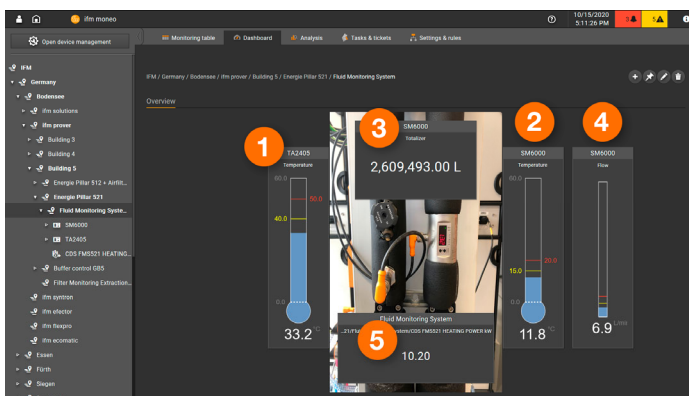 ifm moneo
10/15/2020
5:11:26 PM
Open device management
Monitoring table
Dashboard
Analysis
Tasks & tickets
Settings & rules
IFM
Germany
Bodensee
ifm solutions
ifm prover
Building 3
Building 4
Building 5
Energie Pillar 512 + Airfilt...
Energie Pillar 521
Fluid Monitoring Syste...
SM6000
TA2405
CDS FMS521 HEATING...
Buffer control GB5
Filter Monitoring Extraction...
ifm syntron
ifm efector
ifm flexpro
ifm ecomatic
Essen
Fürth
Siegen
IFM / Germany / Bodensee / ifm prover / Building 5 / Energie Pillar 521 / Fluid Monitoring System
Overview
1
TA2405
Temperature
60.0
50.0
40.0
0.0
33.2 °C
3
SM6000
Totalizer
2,609,493.00 L
Fluid Monitoring System
CDS FMS521 HEATING POWER kW
5
10.20
2
SM6000
Temperature
60.0
20.0
15.0
0.0
11.8 °C
4
SM6000
Flow
6.9